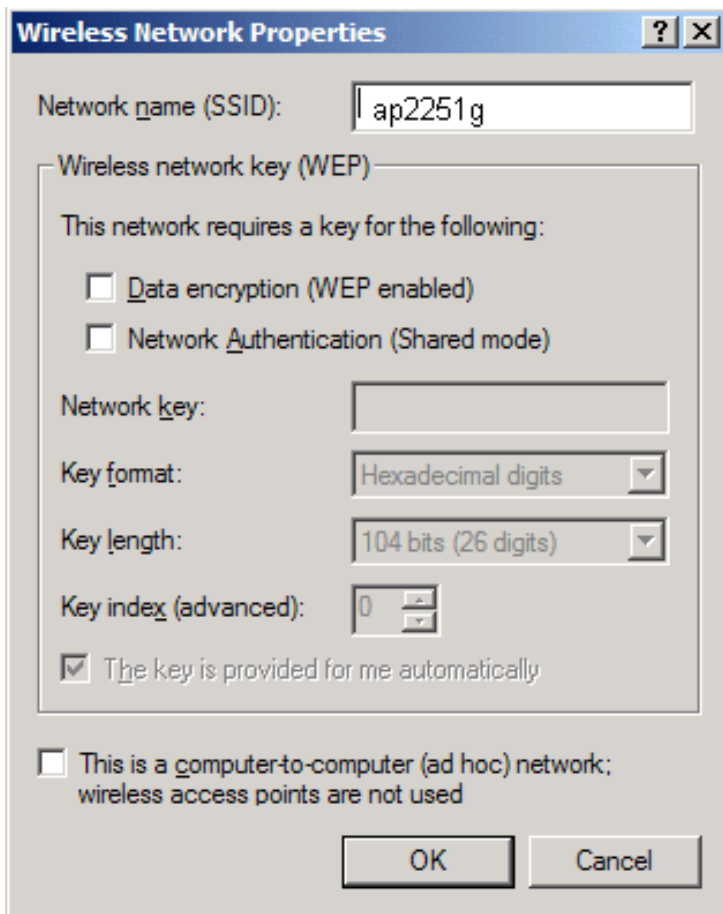 Wireless Network Properties
Network name (SSID): ap2251g
Wireless network key (WEP)
This network requires a key for the following:
Data encryption (WEP enabled)
Network Authentication (Shared mode)
Network key:
Key format: Hexadecimal digits
Key length: 104 bits (26 digits)
Key index (advanced): 0
The key is provided for me automatically
This is a computer-to-computer (ad hoc) network;
wireless access points are not used
OK Cancel